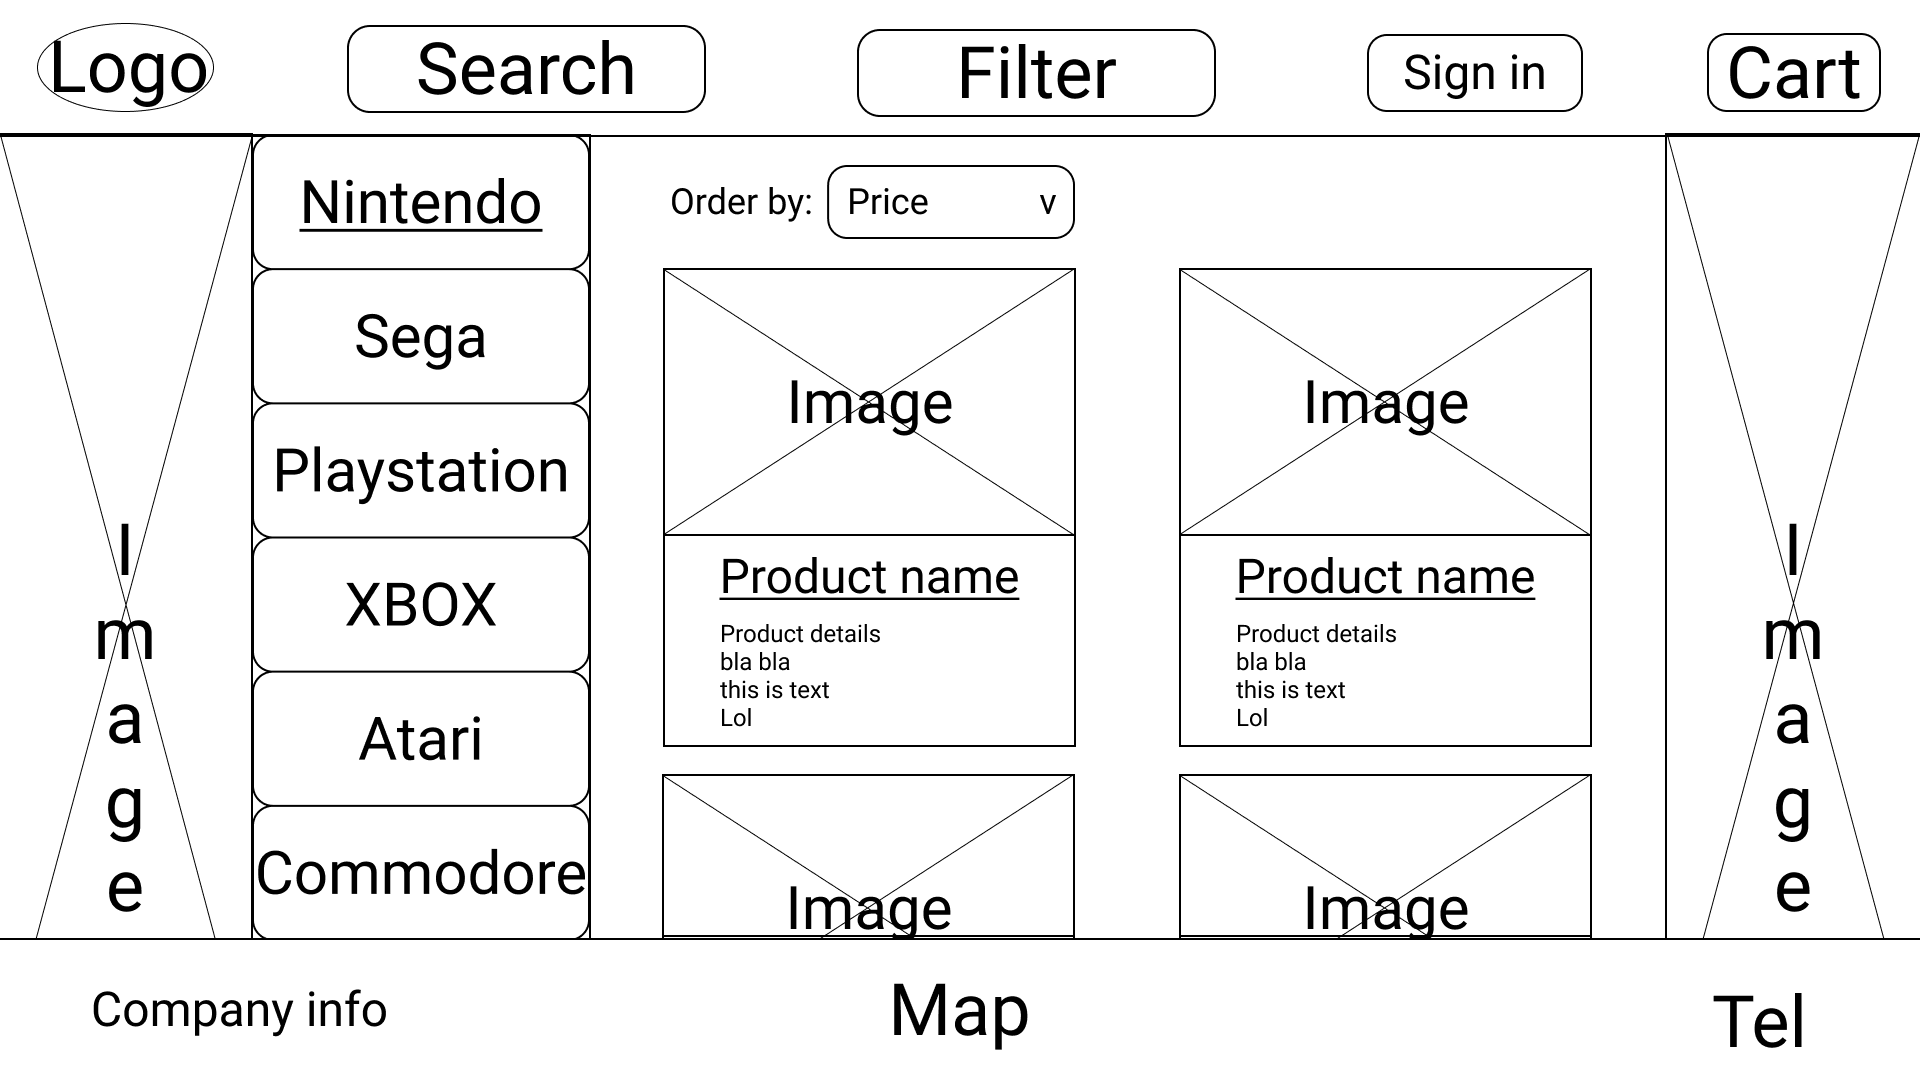 Logo
Search
Filter
Sign in
Cart
I
m
a
g
e
Nintendo
Sega
Playstation
XBOX
Atari
Commodore
Order by:
Price
v
Image
Product name
Product details
bla bla
this is text
Lol
Image
Product name
Product details
bla bla
this is text
Lol
Image
Image
I
m
a
g
e
Company info
Map
Tel